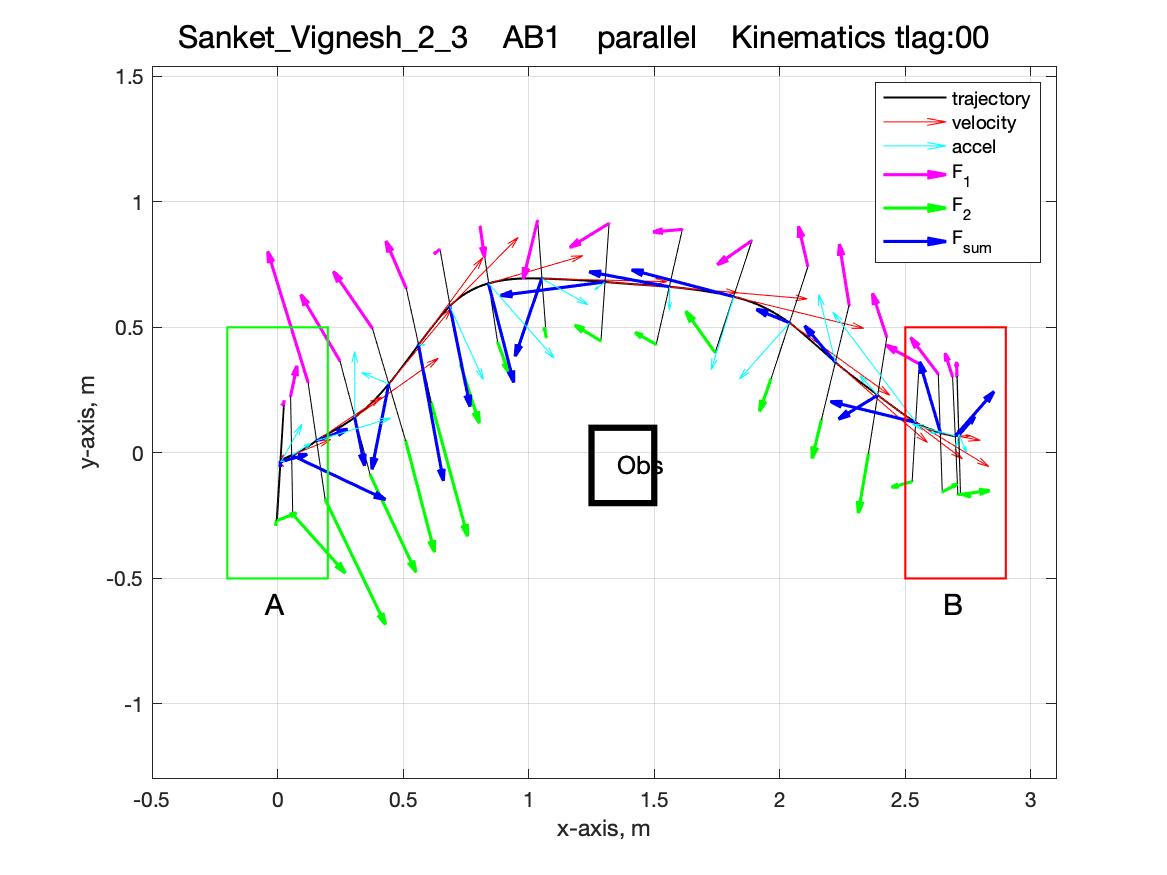 Sanket_Vignesh_2_3 AB1 parallel Kinematics tlag:00
1.5
1
0.5
0
-0.5
-1
y-axis, m
trajectory
velocity
accel
F1
F2
Fsum
Obs
A
B
-0.5 0 0.5 1 1.5 2 2.5 3
x-axis, m